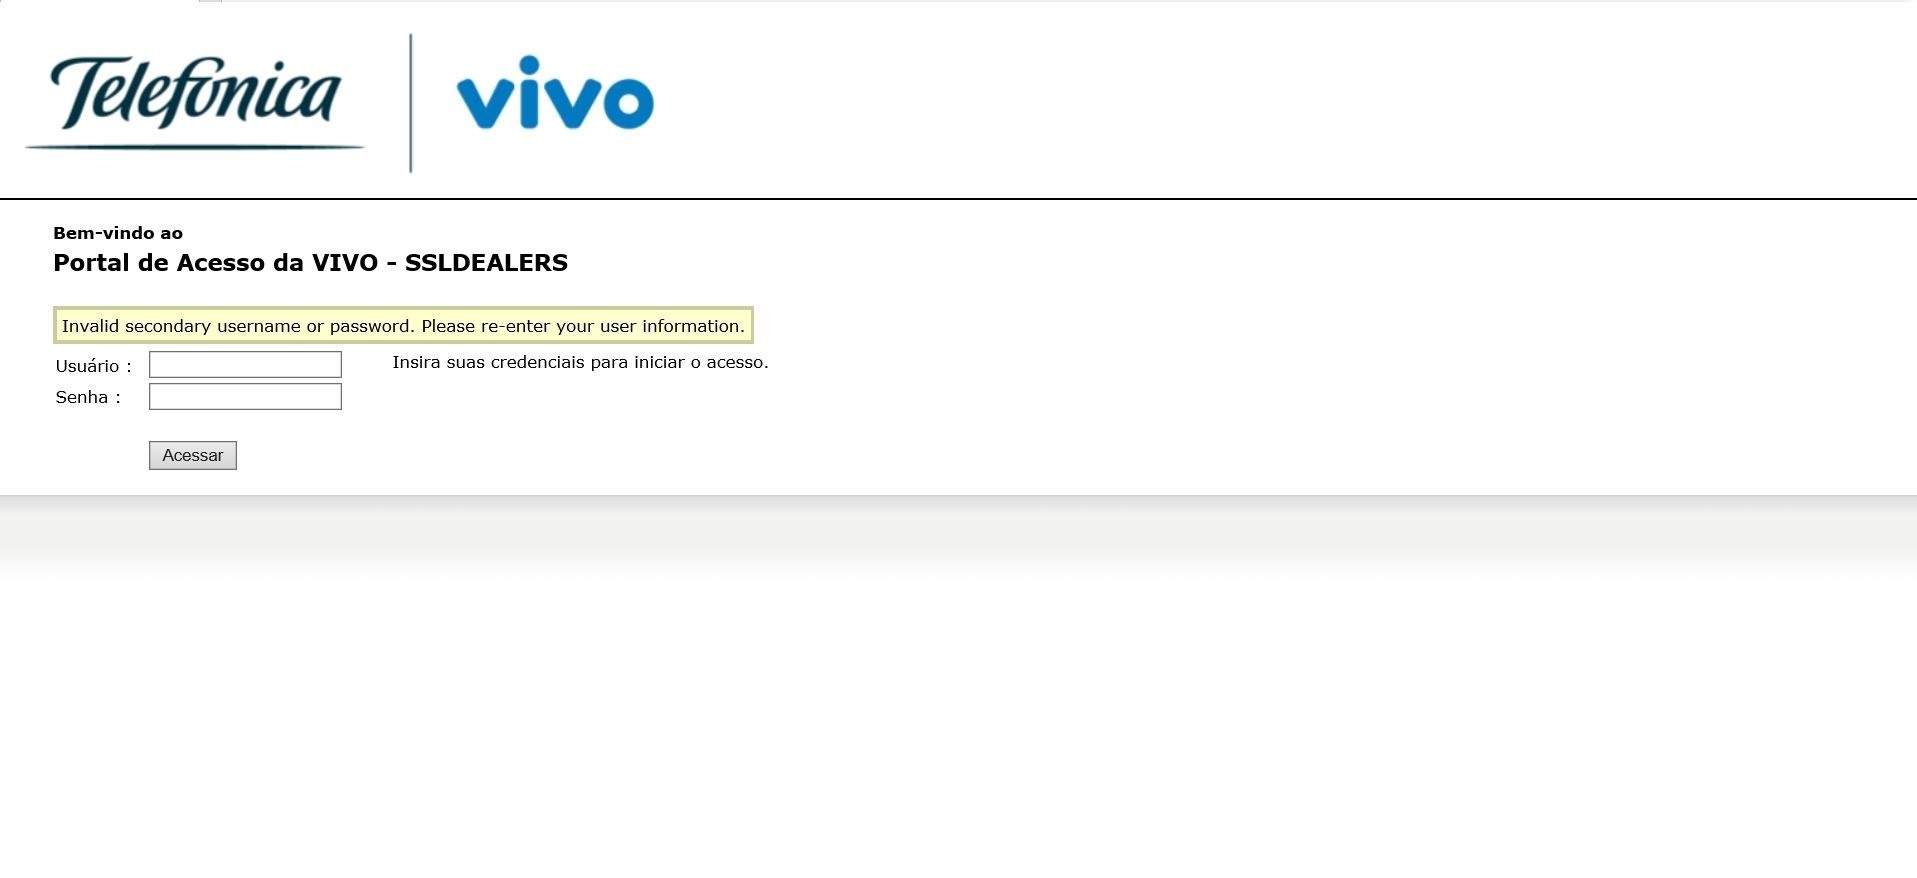 Telefónica
vivo
Bem-vindo ao
Portal de Acesso da VIVO - SSLDEALERS
Invalid secondary username or password. Please re-enter your user information.
Usuário :
Insira suas credenciais para iniciar o acesso.
Senha :
Acessar